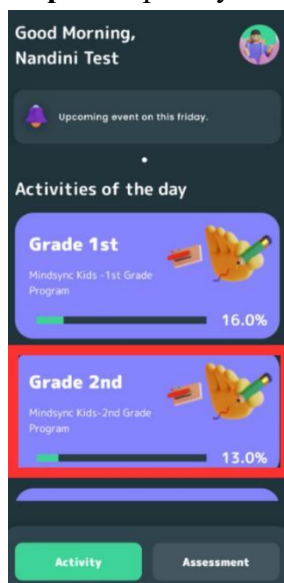 Good Morning,
Nandini Test
Upcoming event on this friday.
Activities of the day
Grade 1st
Mindsync Kids -1st Grade
Program
16.0%
Grade 2nd
Mindsync Kids-2nd Grade
Program
13.0%
Activity
Assessment